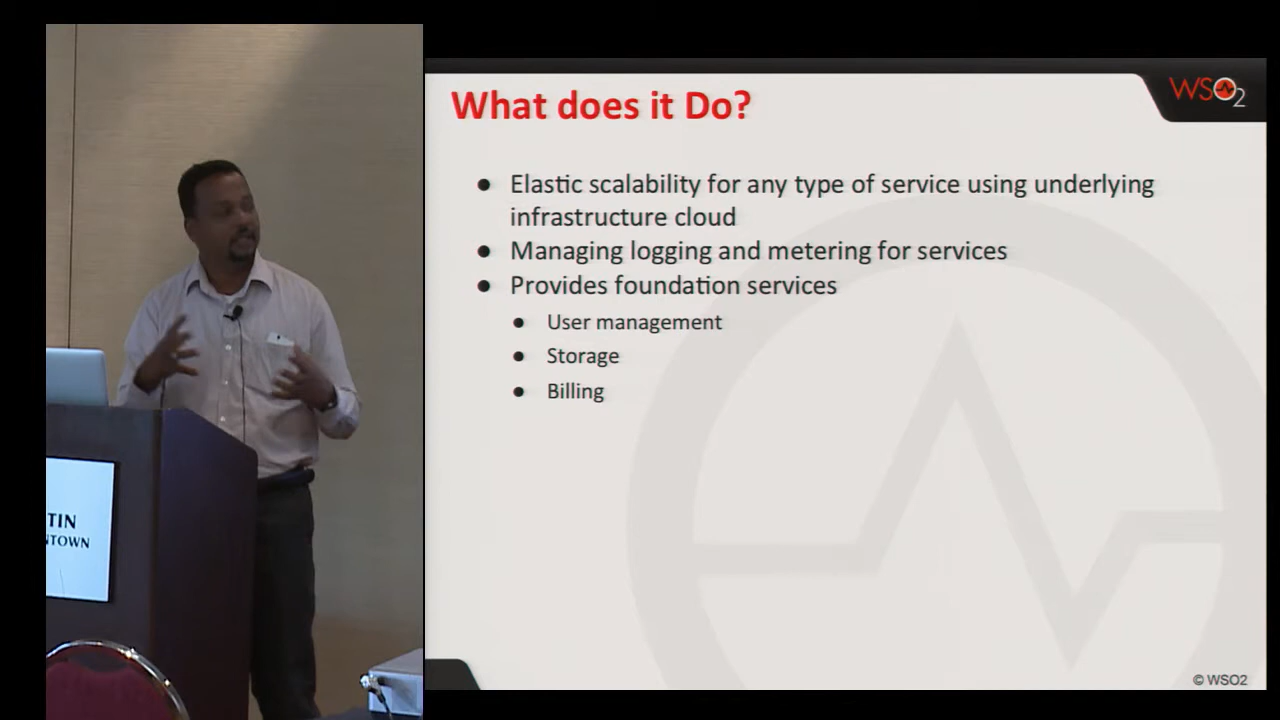 What does it Do?
WSO2
● Elastic scalability for any type of service using underlying
infrastructure cloud
● Managing logging and metering for services
● Provides foundation services
● User management
● Storage
● Billing
TIN
NTOWN
© WSO2